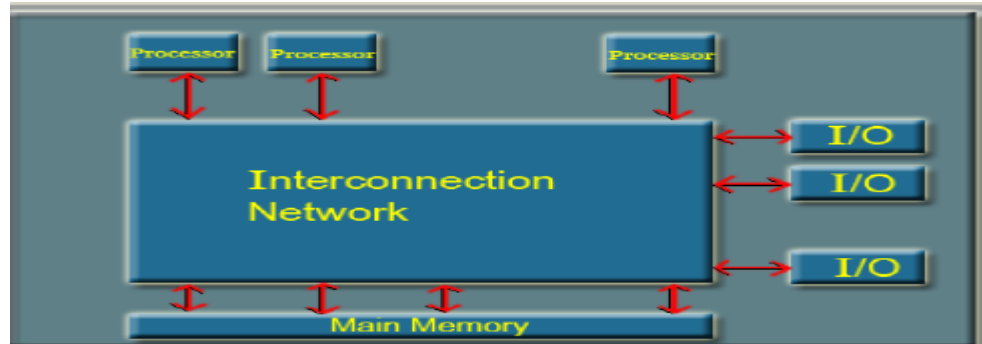 Processor
Processor
Processor
I/O
Interconnection
Network
I/O
I/O
Main Memory